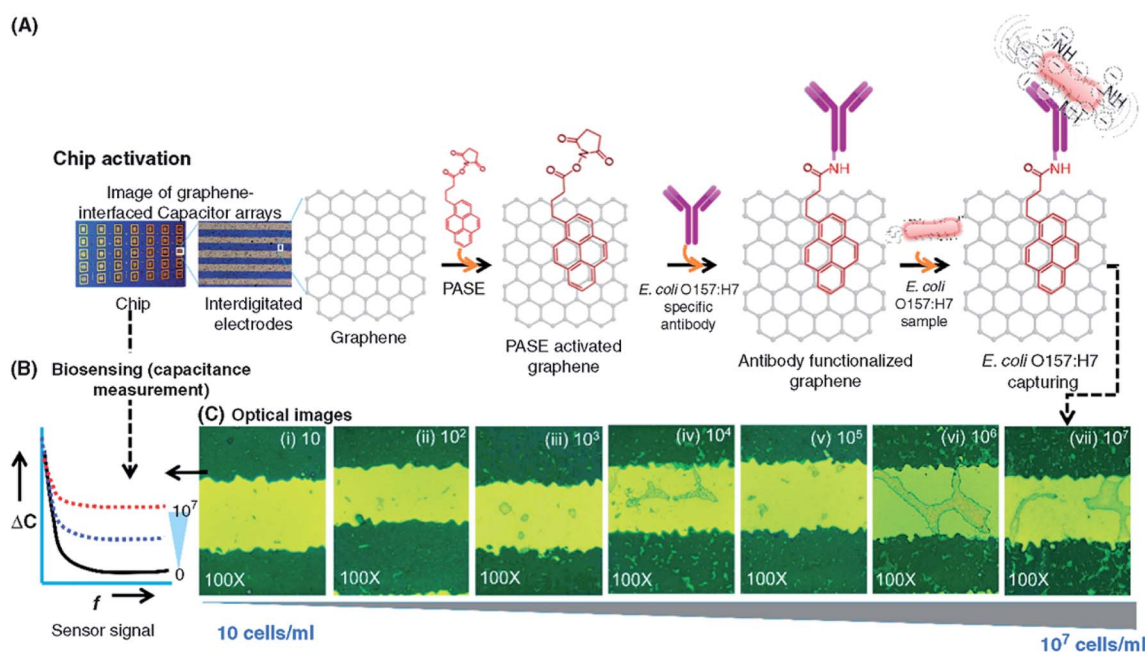 (A)
Chip activation
Image of graphene-
interfaced Capacitor arrays
Chip
Interdigitated
electrodes
Graphene
PASE
PASE activated
graphene
E. coli O157:H7
specific
antibody
Antibody functionalized
graphene
E. coli
O157:H7
sample
E. coli O157:H7
capturing
O
N
O
O
O
O
N
O
O
O
O
NH
O
NH
NH
NH
NH
(B)
Biosensing (capacitance
measurement)
ΔC
10⁷
0
f
Sensor signal
(C) Optical images
(i) 10
(ii) 10²
(iii) 10³
(iv) 10⁴
(v) 10⁵
(vi) 10⁶
(vii) 10⁷
100X
100X
100X
100X
100X
100X
100X
10 cells/ml
10⁷ cells/ml